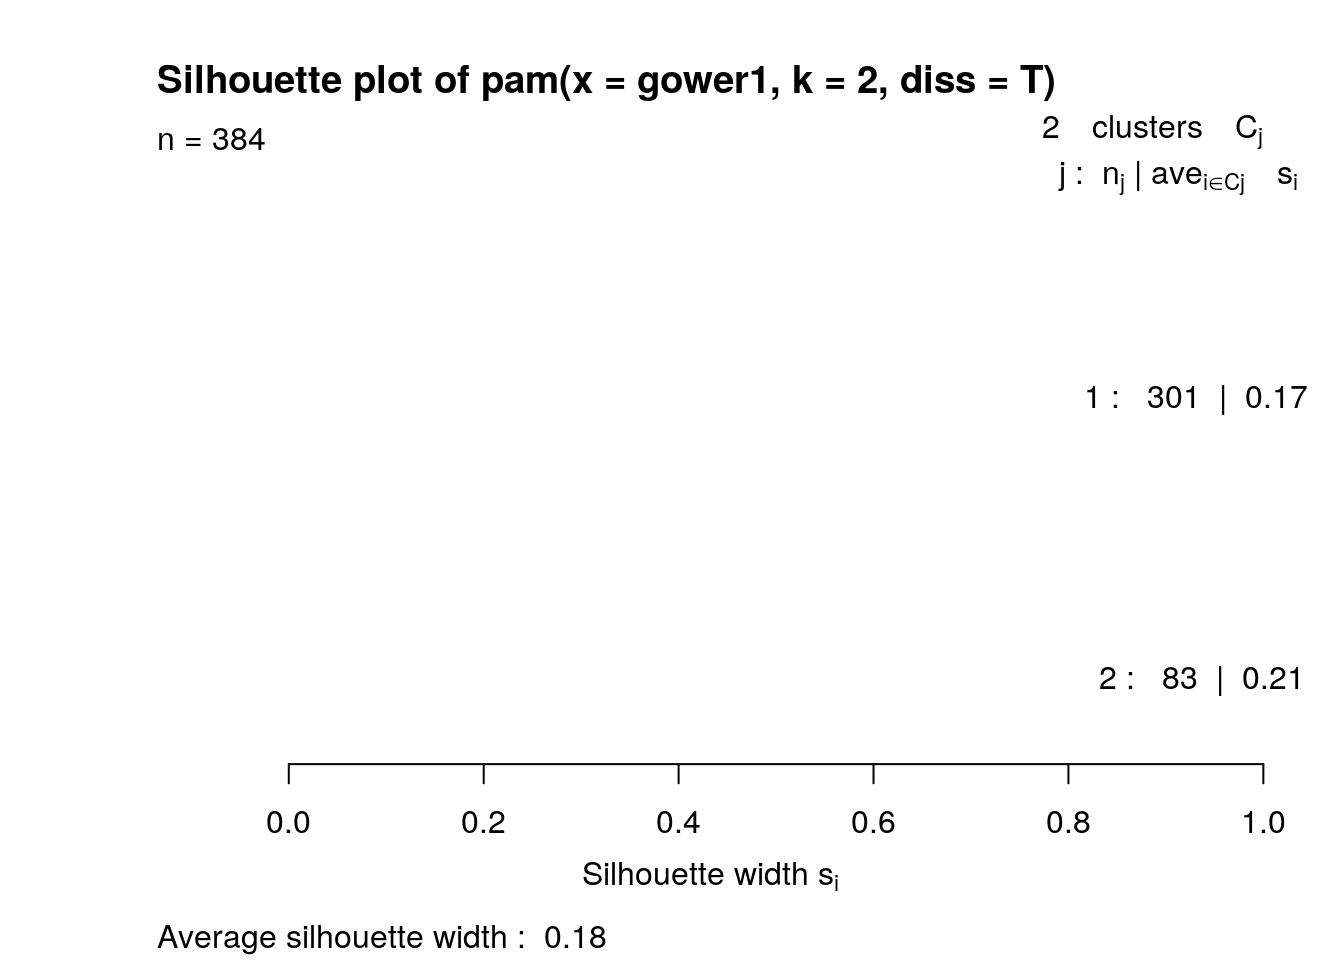 Silhouette plot of pam(x = gower1, k = 2, diss = T)
n = 384
2 clusters Cj
j : nj | avei∈Cj si
1 : 301 | 0.17
2 : 83 | 0.21
0.0 0.2 0.4 0.6 0.8 1.0
Silhouette width si
Average silhouette width : 0.18